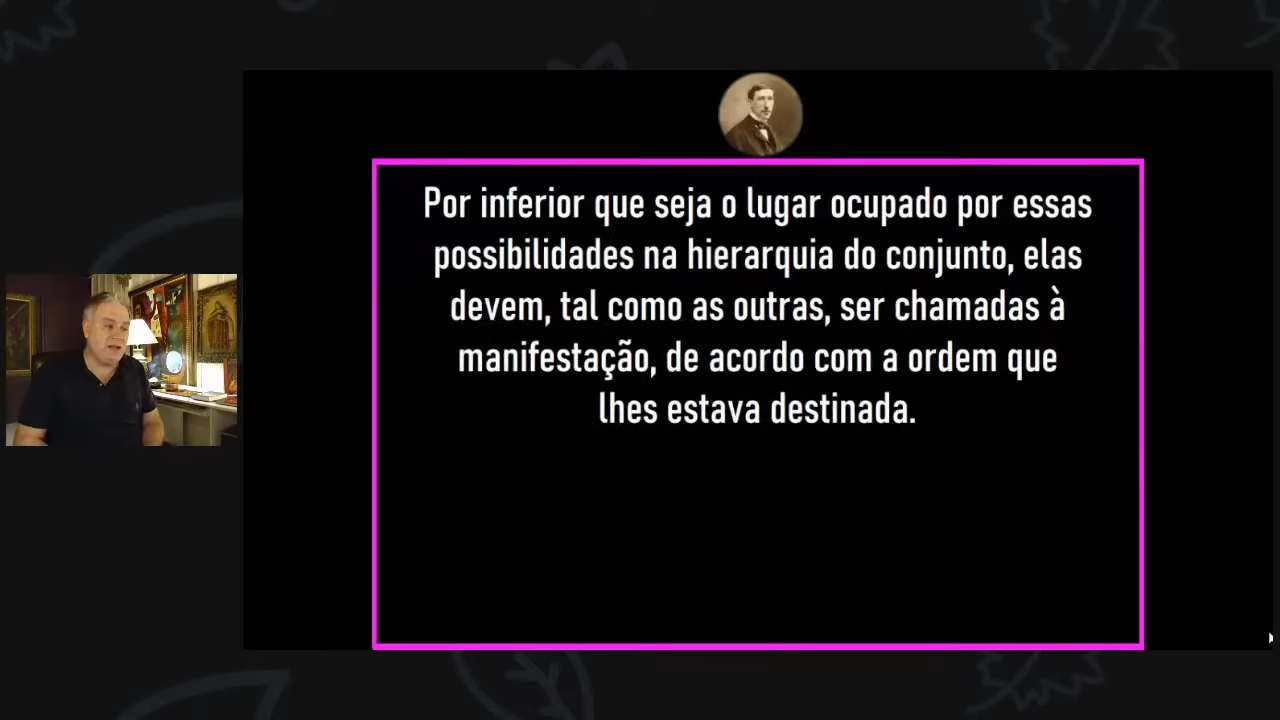 Por inferior que seja o lugar ocupado por essas
possibilidades na hierarquia do conjunto, elas
devem, tal como as outras, ser chamadas à
manifestação, de acordo com a ordem que
lhes estava destinada.